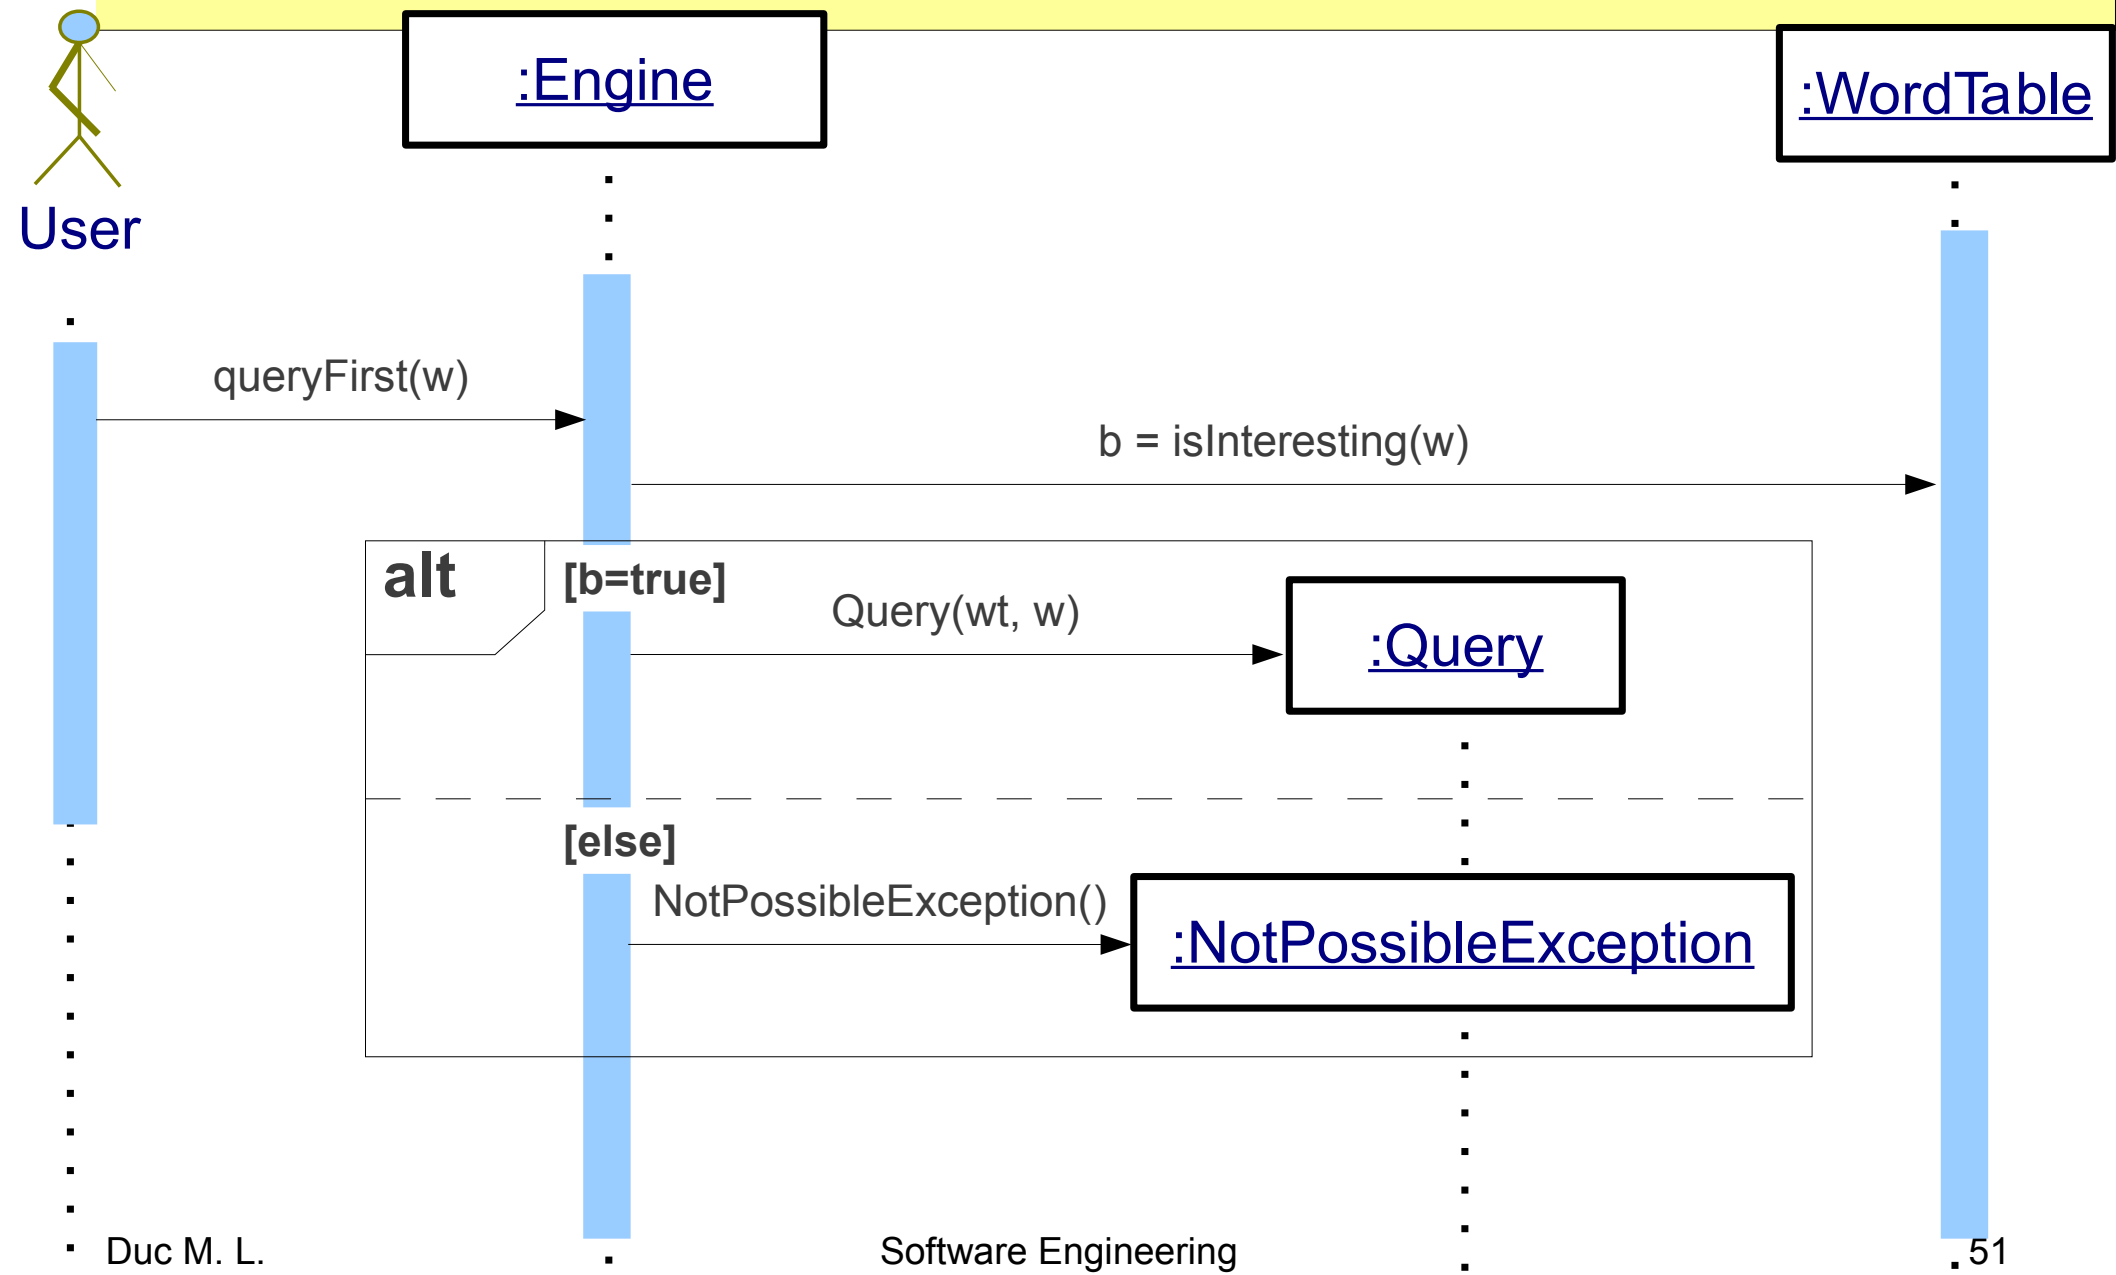 :Engine
:WordTable
User
queryFirst(w)
b = isInteresting(w)
alt
[b=true]
Query(wt, w)
:Query
[else]
NotPossibleException()
:NotPossibleException
Duc M. L.
Software Engineering
51